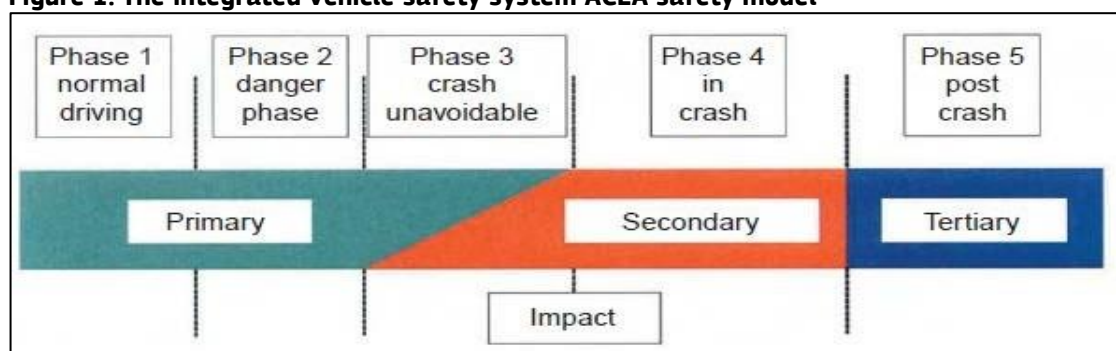 Figure 1. The integrated vehicle safety system ACEA safety model
Phase 1
normal
driving
Phase 2
danger
phase
Phase 3
crash
unavoidable
Phase 4
in
crash
Phase 5
post
crash
Primary
Secondary
Tertiary
Impact